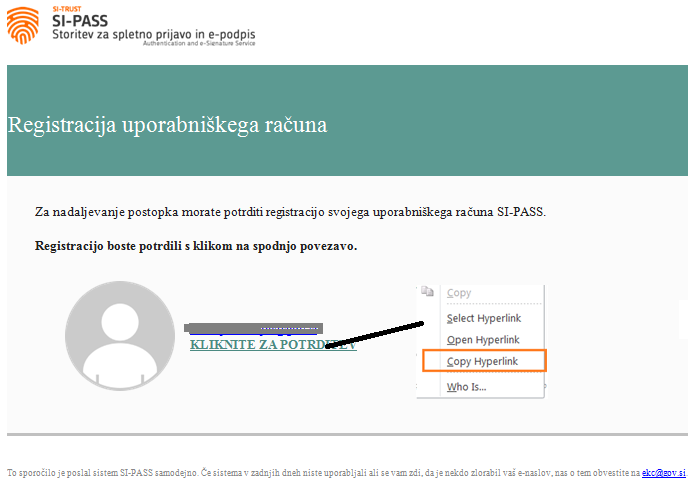 SI-TRUST
SI-PASS
Storitev za spletno prijavo in e-podpis
Authentication and e-Signature Service
Registracija uporabniškega računa
Za nadaljevanje postopka morate potrditi registracijo svojega uporabniškega računa SI-PASS.
Registracijo boste potrdili s klikom na spodnjo povezavo.
KLIKNITE ZA POTRDITEV
Copy
Select Hyperlink
Open Hyperlink
Copy Hyperlink
Who Is...
To sporočilo je poslal sistem SI-PASS samodejno. Če sistema v zadnjih dneh niste uporabljali ali se vam zdi, da je nekdo zlorabil vaš e-naslov, nas o tem obvestite na ekc@gov.si